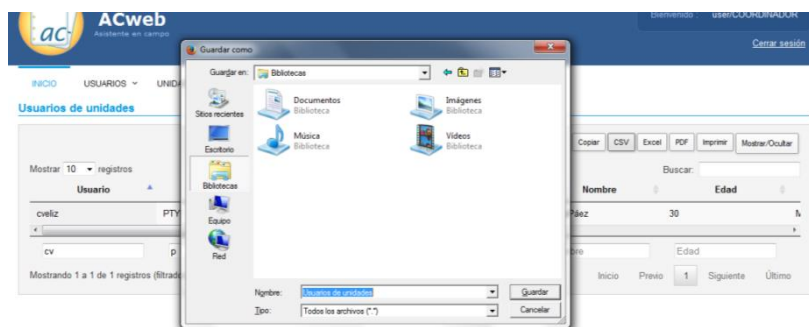 ac
ACweb
Asistente en campo
Bienvenido : user/COORDINADOR
Cerrar sesión
INICIO USUARIOS
Usuarios de unidades
Guardar como
Guardar en: Bibliotecas
Sitios recientes
Escritorio
Bibliotecas
Equipo
Red
Documentos
Biblioteca
Imágenes
Biblioteca
Música
Biblioteca
Vídeos
Biblioteca
Nombre: Usuarios de unidades
Tipo: Todos los archivos (*.*)
Guardar
Cancelar
Copiar CSV Excel PDF Imprimir Mostrar/Ocultar
Mostrar 10 registros
Buscar:
Usuario Nombre Edad
cveliz PTY Páez 30
cv p Edad
Mostrando 1 a 1 de 1 registros
Inicio Previo 1 Siguiente Último